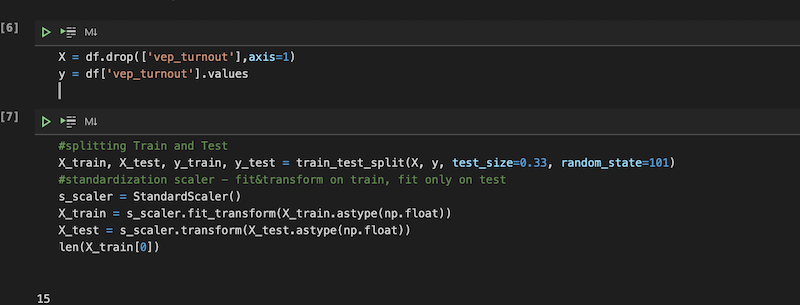 [6]
M↓
X = df.drop(['vep_turnout'],axis=1)
y = df['vep_turnout'].values
[7]
M↓
#splitting Train and Test
X_train, X_test, y_train, y_test = train_test_split(X, y, test_size=0.33, random_state=101)
#standardization scaler - fit&transform on train, fit only on test
s_scaler = StandardScaler()
X_train = s_scaler.fit_transform(X_train.astype(np.float))
X_test = s_scaler.transform(X_test.astype(np.float))
len(X_train[0])
15